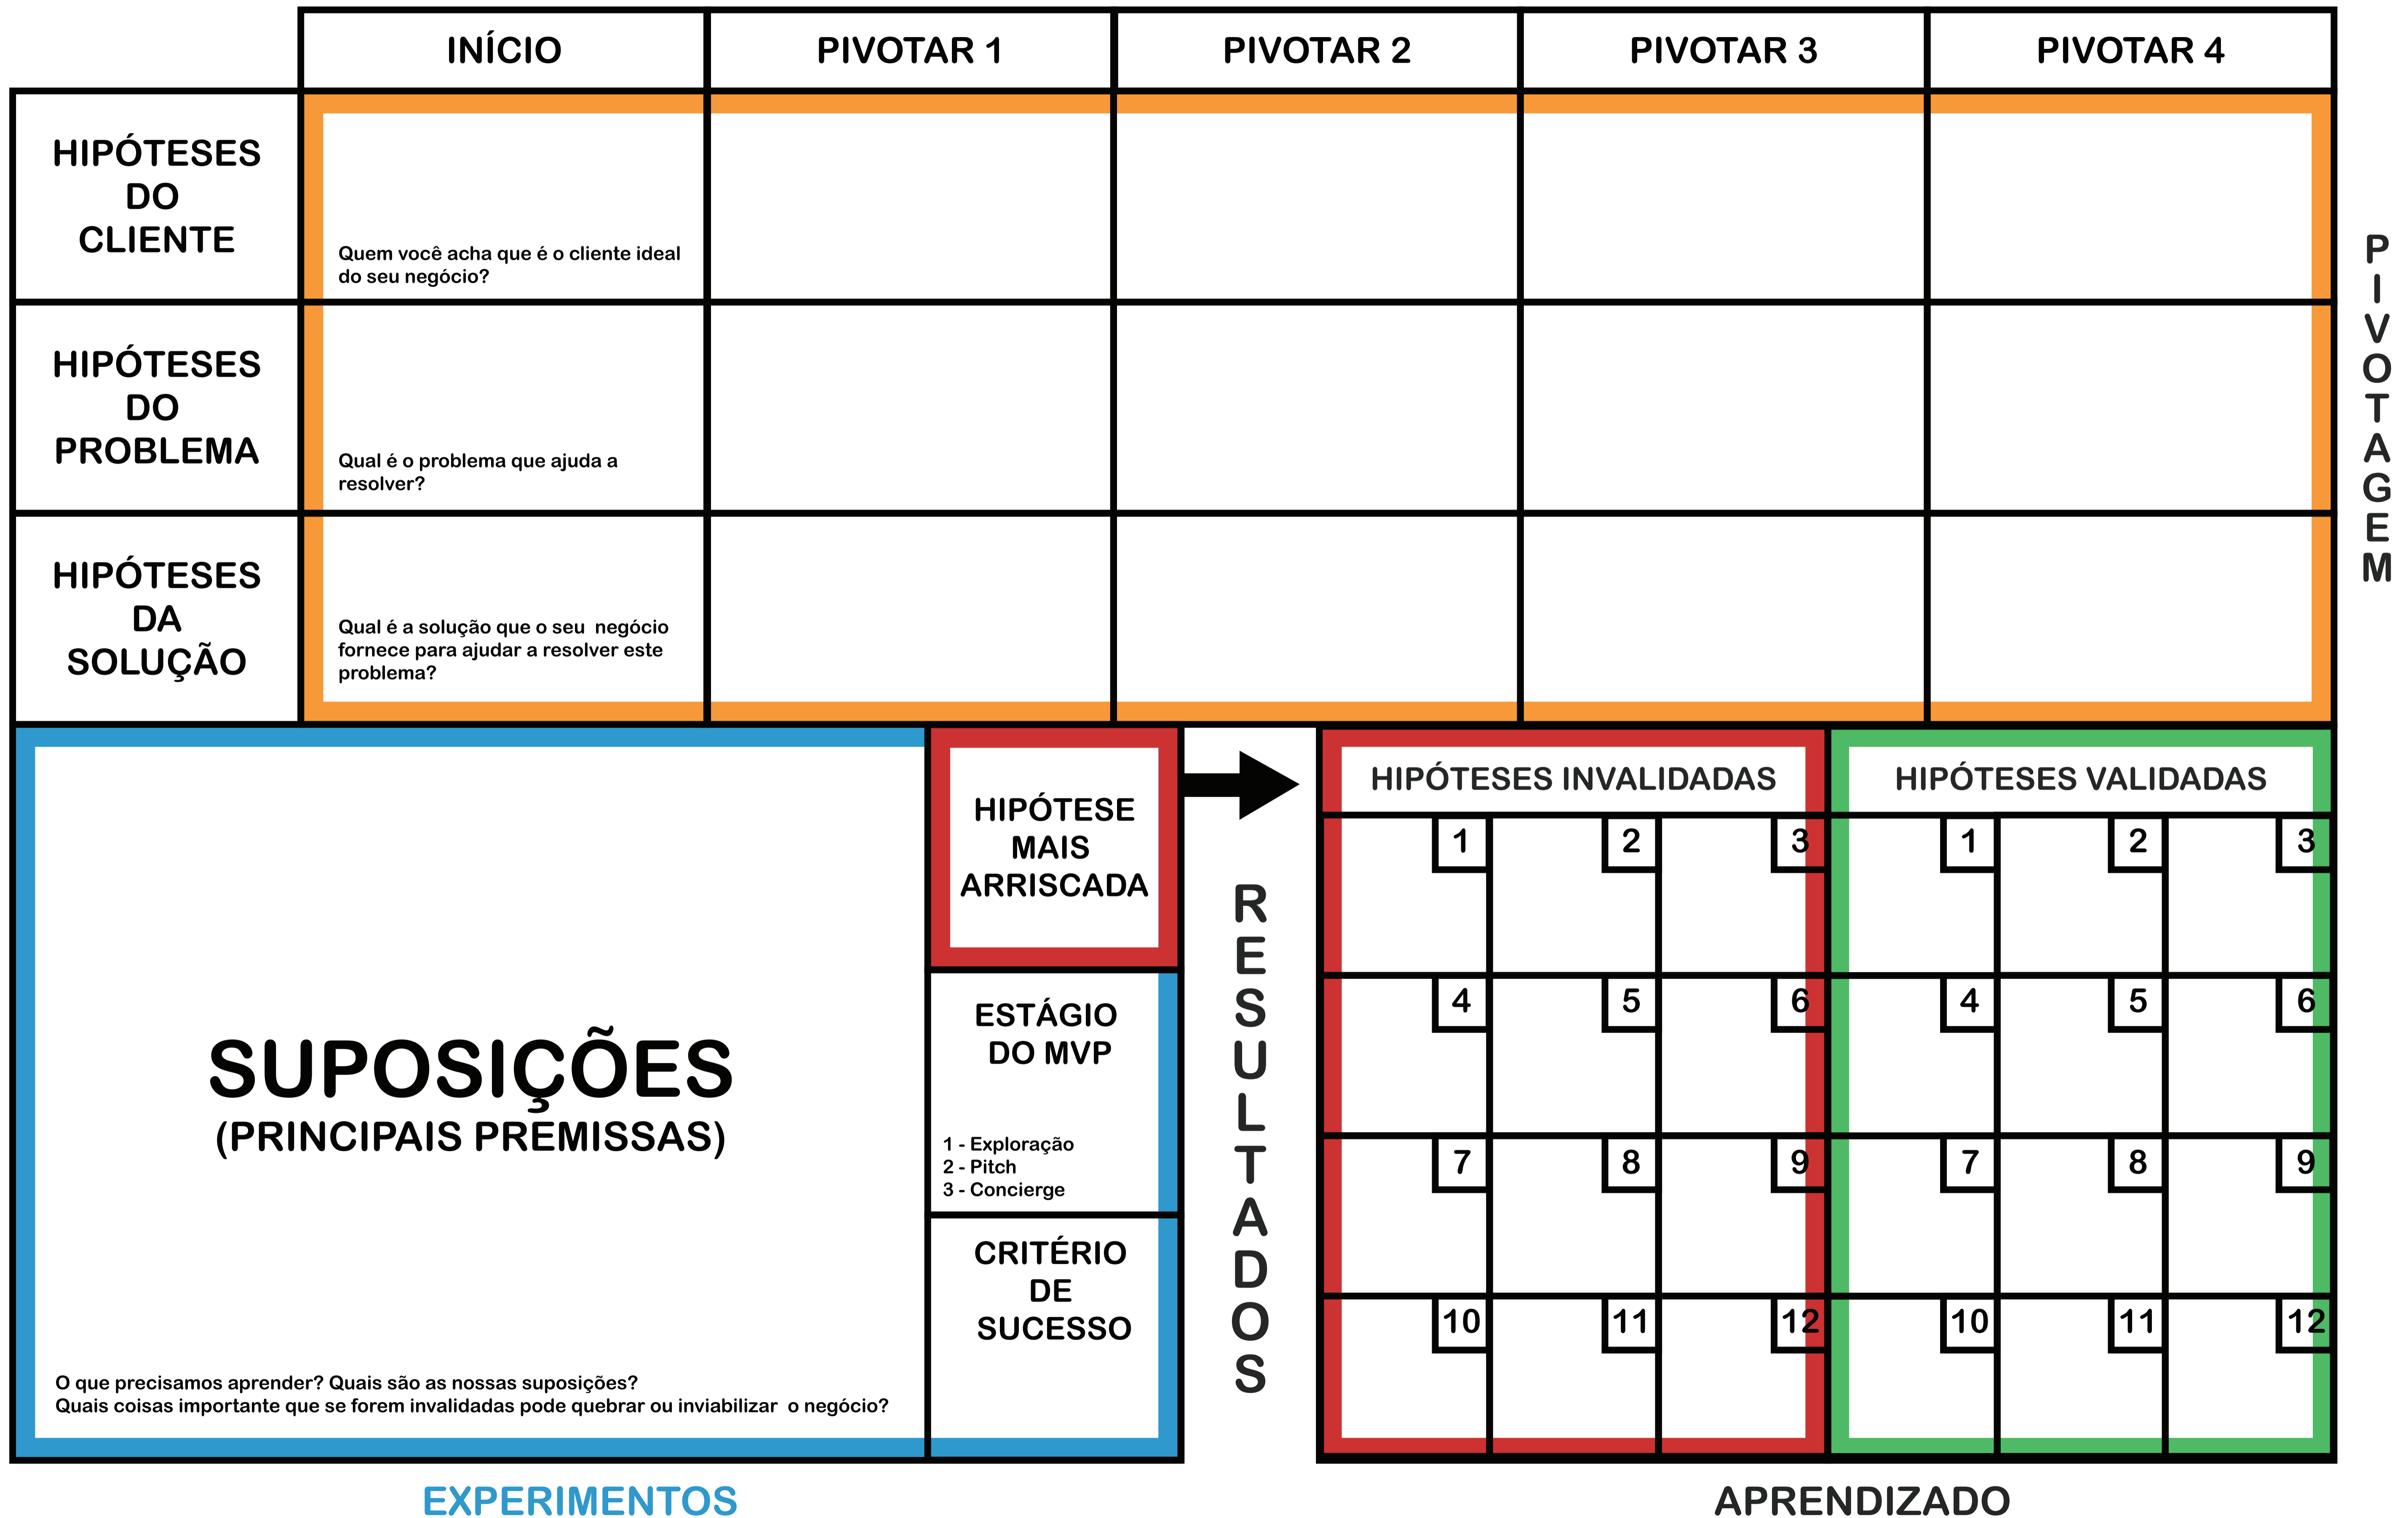 INÍCIO
PIVOTAR 1
PIVOTAR 2
PIVOTAR 3
PIVOTAR 4
HIPÓTESES
DO
CLIENTE
Quem você acha que é o cliente ideal
do seu negócio?
HIPÓTESES
DO
PROBLEMA
Qual é o problema que ajuda a
resolver?
HIPÓTESES
DA
SOLUÇÃO
Qual é a solução que o seu negócio
fornece para ajudar a resolver este
problema?
PIVOTAGEM
SUPOSIÇÕES
(PRINCIPAIS PREMISSAS)
O que precisamos aprender? Quais são as nossas suposições?
Quais coisas importante que se forem invalidadas pode quebrar ou inviabilizar o negócio?
HIPÓTESE
MAIS
ARRISCADA
ESTÁGIO
DO MVP
1 - Exploração
2 - Pitch
3 - Concierge
CRITÉRIO
DE
SUCESSO
EXPERIMENTOS
RESULTADOS
HIPÓTESES INVALIDADAS
1
2
3
4
5
6
7
8
9
10
11
12
HIPÓTESES VALIDADAS
1
2
3
4
5
6
7
8
9
10
11
12
APRENDIZADO